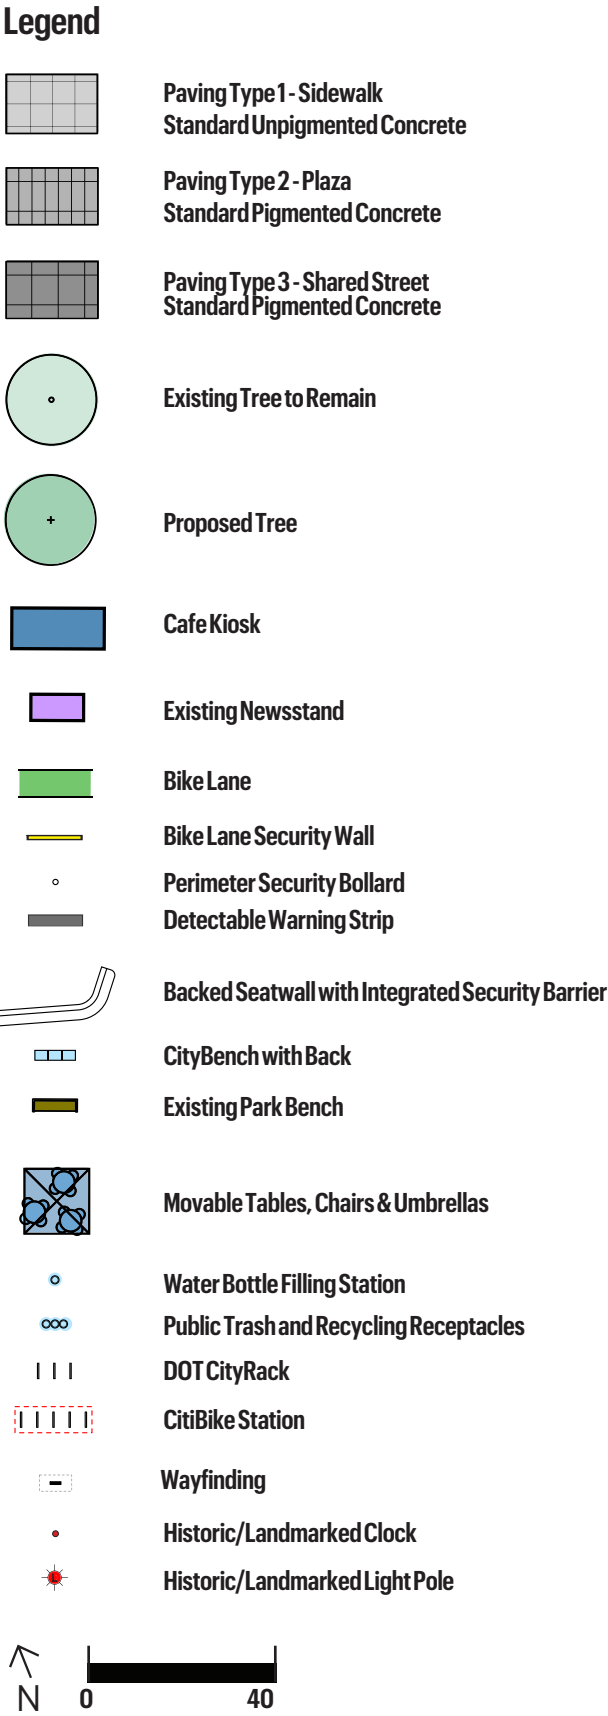 Legend
Paving Type 1 - Sidewalk
Standard Unpigmented Concrete
Paving Type 2 - Plaza
Standard Pigmented Concrete
Paving Type 3 - Shared Street
Standard Pigmented Concrete
Existing Tree to Remain
Proposed Tree
Cafe Kiosk
Existing Newsstand
Bike Lane
Bike Lane Security Wall
Perimeter Security Bollard
Detectable Warning Strip
Backed Seatwall with Integrated Security Barrier
CityBench with Back
Existing Park Bench
Movable Tables, Chairs & Umbrellas
Water Bottle Filling Station
Public Trash and Recycling Receptacles
DOT CityRack
CitiBike Station
Wayfinding
Historic/Landmarked Clock
L Historic/Landmarked Light Pole
N 0 40